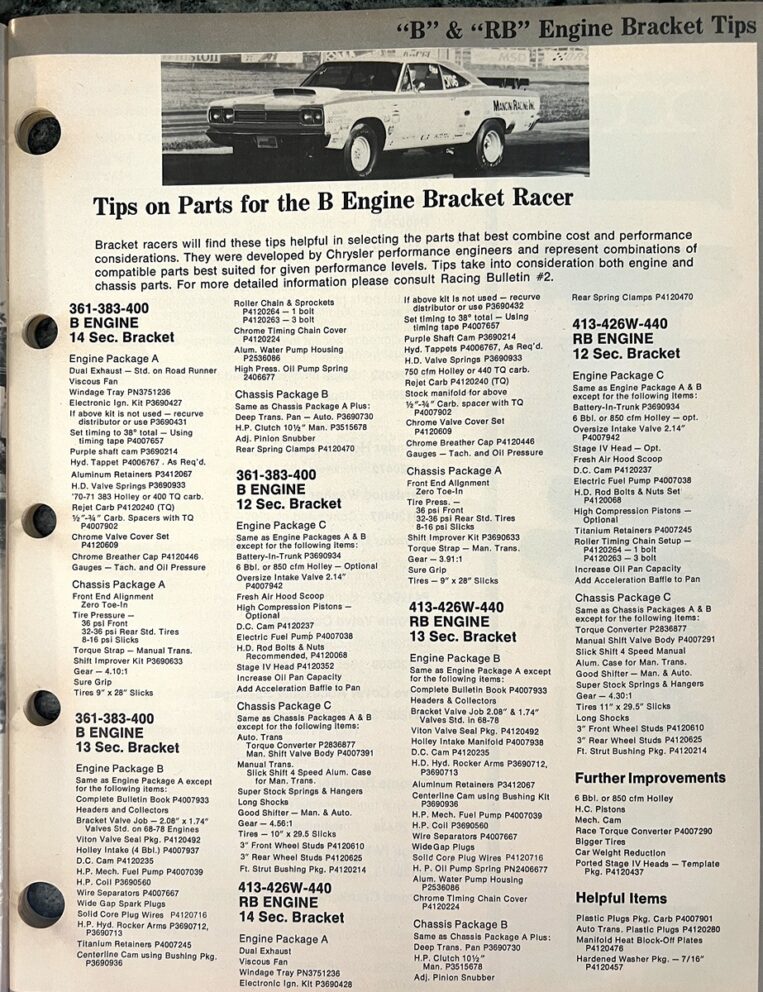 "B" & "RB" Engine Bracket Tips
MANCINI RACING INC.
Tips on Parts for the B Engine Bracket Racer
Bracket racers will find these tips helpful in selecting the parts that best combine cost and performance
considerations. They were developed by Chrysler performance engineers and represent combinations of
compatible parts best suited for given performance levels. Tips take into consideration both engine and
chassis parts. For more detailed information please consult Racing Bulletin #2.
361-383-400
B ENGINE
14 Sec. Bracket
Engine Package A
Dual Exhaust – Std. on Road Runner
Viscous Fan
Windage Tray PN3751236
Electronic Ign. Kit P3690427
If above kit is not used – recurve
distributor or use P3690431
Set timing to 38° total – Using
timing tape P4007657
Purple shaft cam P3690214
Hyd. Tappet P4006767 . As Req'd.
Aluminum Retainers P3412067
H.D. Valve Springs P3690933
'70-71 383 Holley or 400 TQ carb.
Rejet Carb P4120240 (TQ)
½"-¾" Carb. Spacers with TQ
P4007902
Chrome Valve Cover Set
P4120609
Chrome Breather Cap P4120446
Gauges – Tach. and Oil Pressure
Chassis Package A
Front End Alignment
Zero Toe-In
Tire Pressure –
36 psi Front
32-36 psi Rear Std. Tires
8-16 psi Slicks
Torque Strap – Manual Trans.
Shift Improver Kit P3690633
Gear – 4.10:1
Sure Grip
Tires 9" x 28" Slicks
361-383-400
B ENGINE
13 Sec. Bracket
Engine Package B
Same as Engine Package A except
for the following items:
Complete Bulletin Book P4007933
Headers and Collectors
Bracket Valve Job – 2.08" x 1.74"
Valves Std. on 68-78 Engines
Viton Valve Seal Pkg. P4120492
Holley Intake (4 Bbl.) P4007937
D.C. Cam P4120235
H.P. Mech. Fuel Pump P4007039
H.P. Coil P3690560
Wire Separators P4007667
Wide Gap Spark Plugs
Solid Core Plug Wires P4120716
H.P. Hyd. Rocker Arms P3690712,
P3690713
Titanium Retainers P4007245
Centerline Cam using Bushing Pkg.
P3690936
Roller Chain & Sprockets
P4120264 – 1 bolt
P4120263 – 3 bolt
Chrome Timing Chain Cover
P4120224
Alum. Water Pump Housing
P2536086
High Press. Oil Pump Spring
2406677
Chassis Package B
Same as Chassis Package A Plus:
Deep Trans. Pan – Auto. P3690730
H.P. Clutch 10½" Man. P3515678
Adj. Pinion Snubber
Rear Spring Clamps P4120470
361-383-400
B ENGINE
12 Sec. Bracket
Engine Package C
Same as Engine Packages A & B
except for the following items:
Battery-In-Trunk P3690934
6 Bbl. or 850 cfm Holley – Optional
Oversize Intake Valve 2.14"
P4007942
Fresh Air Hood Scoop
High Compression Pistons –
Optional
D.C. Cam P4120237
Electric Fuel Pump P4007038
H.D. Rod Bolts & Nuts
Recommended, P4120068
Stage IV Head P4120352
Increase Oil Pan Capacity
Add Acceleration Baffle to Pan
Chassis Package C
Same as Chassis Packages A & B
except for the following items:
Auto. Trans
Torque Converter P2836877
Man. Shift Valve Body P4007391
Manual Trans.
Slick Shift 4 Speed Alum. Case
for Man. Trans.
Super Stock Springs & Hangers
Long Shocks
Good Shifter – Man. & Auto.
Gear – 4.56:1
Tires – 10" x 29.5 Slicks
3" Front Wheel Studs P4120610
3" Rear Wheel Studs P4120625
Ft. Strut Bushing Pkg. P4120214
413-426W-440
RB ENGINE
14 Sec. Bracket
Engine Package A
Dual Exhaust
Viscous Fan
Windage Tray PN3751236
Electronic Ign. Kit P3690428
If above kit is not used – recurve
distributor or use P3690432
Set timing to 38° total – Using
timing tape P4007657
Purple Shaft Cam P3690214
Hyd. Tappets P4006767, As Req'd.
H.D. Valve Springs P3690933
750 cfm Holley or 440 TQ carb.
Rejet Carb P4120240 (TQ)
Stock manifold for above
½"-¾" Carb. spacer with TQ
P4007902
Chrome Valve Cover Set
P4120609
Chrome Breather Cap P4120446
Gauges – Tach. and Oil Pressure
Chassis Package A
Front End Alignment
Zero Toe-In
Tire Press. –
36 psi Front
32-36 psi Rear Std. Tires
8-16 psi Slicks
Shift Improver Kit P3690633
Torque Strap – Man. Trans.
Gear – 3.91:1
Sure Grip
Tires – 9" x 28" Slicks
413-426W-440
RB ENGINE
13 Sec. Bracket
Engine Package B
Same as Engine Package A except
for the following items:
Complete Bulletin Book P4007933
Headers & Collectors
Bracket Valve Job 2.08" & 1.74"
Valves Std. in 68-78
Viton Valve Seal Pkg. P4120492
Holley Intake Manifold P4007938
D.C. Cam P4120235
H.D. Hyd. Rocker Arms P3690712,
P3690713
Aluminum Retainers P3412067
Centerline Cam using Bushing Kit
P3690936
H.P. Mech. Fuel Pump P4007039
H.P. Coil P3690560
Wire Separators P4007667
WideGap Plugs
Solid Core Plug Wires P4120716
H. P. Oil Pump Spring PN2406677
Alum. Water Pump Housing
P2536086
Chrome Timing Chain Cover
P4120224
Chassis Package B
Same as Chassis Package A Plus:
Deep Trans. Pan P3690730
H.P. Clutch 10½"
Man. P3515678
Adj. Pinion Snubber
Rear Spring Clamps P4120470
413-426W-440
RB ENGINE
12 Sec. Bracket
Engine Package C
Same as Engine Package A & B
except for the following items:
Battery-In-Trunk P3690934
6 Bbl. or 850 cfm Holley – opt.
Oversize Intake Valve 2.14"
P4007942
Stage IV Head – Opt.
Fresh Air Hood Scoop
D.C. Cam P4120237
Electric Fuel Pump P4007038
H.D. Rod Bolts & Nuts Set
P4120068
High Compression Pistons –
Optional
Titanium Retainers P4007245
Roller Timing Chain Setup –
P4120264 – 1 bolt
P4120263 – 3 bolt
Increase Oil Pan Capacity
Add Acceleration Baffle to Pan
Chassis Package C
Same as Chassis Packages A & B
except for the following items:
Torque Converter P2836877
Manual Shift Valve Body P4007291
Slick Shift 4 Speed Manual
Alum. Case for Man. Trans.
Good Shifter – Man. & Auto.
Super Stock Springs & Hangers
Gear – 4.30:1
Tires 11" x 29.5" Slicks
Long Shocks
3" Front Wheel Studs P4120610
3" Rear Wheel Studs P4120625
Ft. Strut Bushing Pkg. P4120214
Further Improvements
6 Bbl. or 850 cfm Holley
H.C. Pistons
Mech. Cam
Race Torque Converter P4007290
Bigger Tires
Car Weight Reduction
Ported Stage IV Heads – Template
Pkg. P4120437
Helpful Items
Plastic Plugs Pkg. Carb P4007901
Auto Trans. Plastic Plugs P4120280
Manifold Heat Block-Off Plates
P4120476
Hardened Washer Pkg. – 7/16"
P4120457